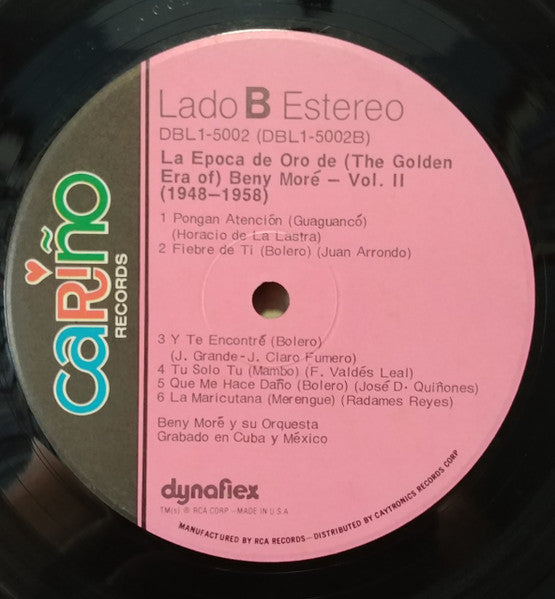 Lado B Estereo
DBL1-5002 (DBL1-5002B)
La Epoca de Oro de (The Golden
Era of) Beny Moré – Vol. II
(1948–1958)
1 Pongan Atención (Guaguancó)
(Horacio de La Lastra)
2 Fiebre de Ti (Bolero) (Juan Arrondo)
3 Y Te Encontré (Bolero)
(J. Grande-J. Claro Fumero)
4 Tu Solo Tu (Mambo) (F. Valdés Leal)
5 Que Me Hace Daño (Bolero) (José D. Quiñones)
6 La Maricutana (Merengue) (Radames Reyes)
Beny Moré y su Orquesta
Grabado en Cuba y México
dynaflex
TM(s) ® RCA CORP – MADE IN U.S.A
MANUFACTURED BY RCA RECORDS–DISTRIBUTED BY CAYTRONICS RECORDS CORP
CARIÑO
RECORDS